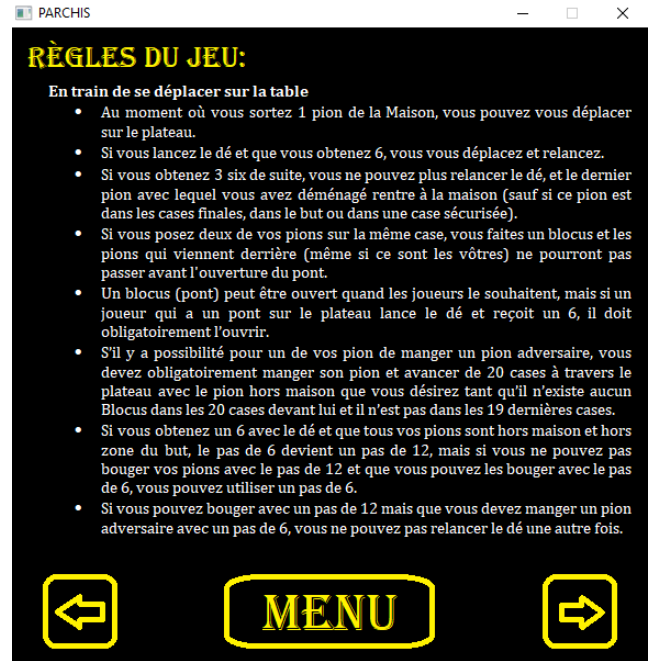 PARCHIS
RÈGLES DU JEU:
En train de se déplacer sur la table
• Au moment où vous sortez 1 pion de la Maison, vous pouvez vous déplacer
sur le plateau.
• Si vous lancez le dé et que vous obtenez 6, vous vous déplacez et relancez.
• Si vous obtenez 3 six de suite, vous ne pouvez plus relancer le dé, et le dernier
pion avec lequel vous avez déménagé rentre à la maison (sauf si ce pion est
dans les cases finales, dans le but ou dans une case sécurisée).
• Si vous posez deux de vos pions sur la même case, vous faites un blocus et les
pions qui viennent derrière (même si ce sont les vôtres) ne pourront pas
passer avant l'ouverture du pont.
• Un blocus (pont) peut être ouvert quand les joueurs le souhaitent, mais si un
joueur qui a un pont sur le plateau lance le dé et reçoit un 6, il doit
obligatoirement l'ouvrir.
• S'il y a possibilité pour un de vos pion de manger un pion adversaire, vous
devez obligatoirement manger son pion et avancer de 20 cases à travers le
plateau avec le pion hors maison que vous désirez tant qu'il n'existe aucun
Blocus dans les 20 cases devant lui et il n'est pas dans les 19 dernières cases.
• Si vous obtenez un 6 avec le dé et que tous vos pions sont hors maison et hors
zone du but, le pas de 6 devient un pas de 12, mais si vous ne pouvez pas
bouger vos pions avec le pas de 12 et que vous pouvez les bouger avec le pas
de 6, vous pouvez utiliser un pas de 6.
• Si vous pouvez bouger avec un pas de 12 mais que vous devez manger un pion
adversaire avec un pas de 6, vous ne pouvez pas relancer le dé une autre fois.
MENU